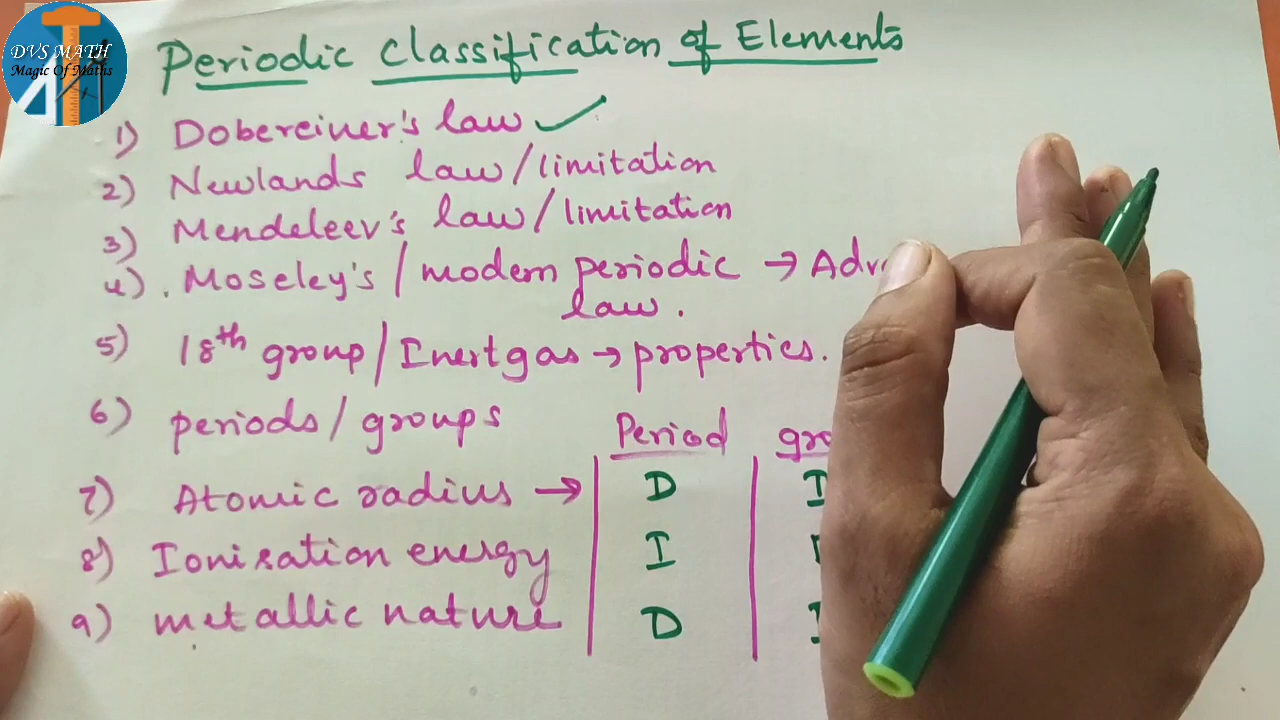 DVS MATH
Magic Of Maths
Periodic Classification of Elements
1) Dobereiner's law ✓
2) Newlands law/limitation
3) Mendeleev's law/limitation
4). Moseley's / modern periodic →
law.
5) 18th group/Inertgas → properties.
6) periods/groups
Period
7) Atomic radius → D
8) Ionisation energy I
9) metallic nature D